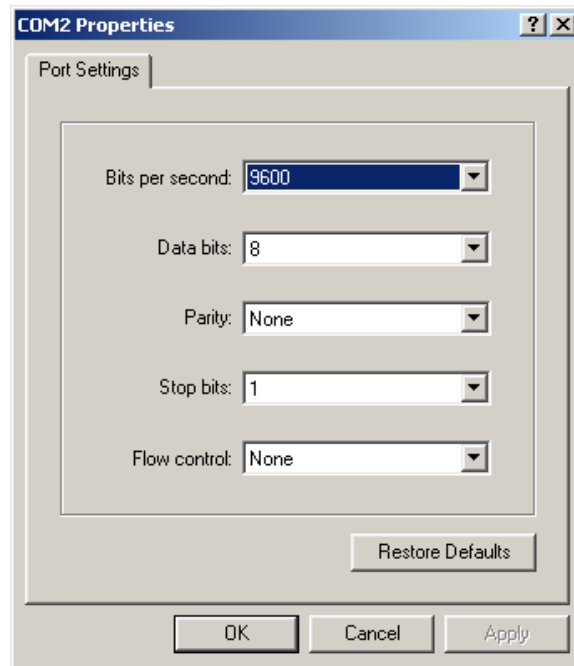 COM2 Properties
Port Settings
Bits per second: 9600
Data bits: 8
Parity: None
Stop bits: 1
Flow control: None
Restore Defaults
OK Cancel Apply